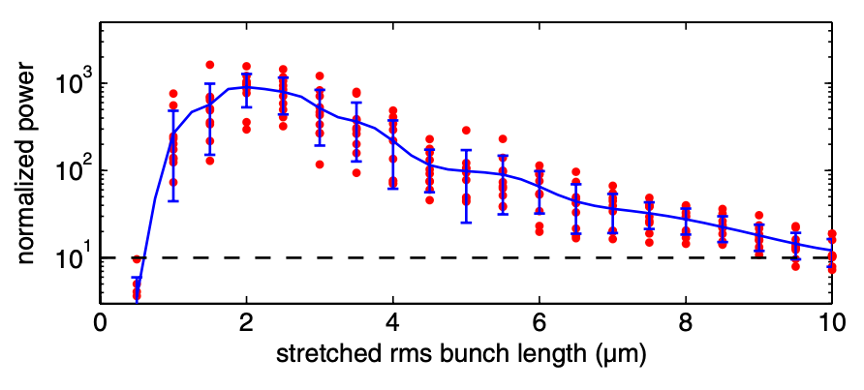 normalized power
10³
10²
10¹
0 2 4 6 8 10
stretched rms bunch length (μm)